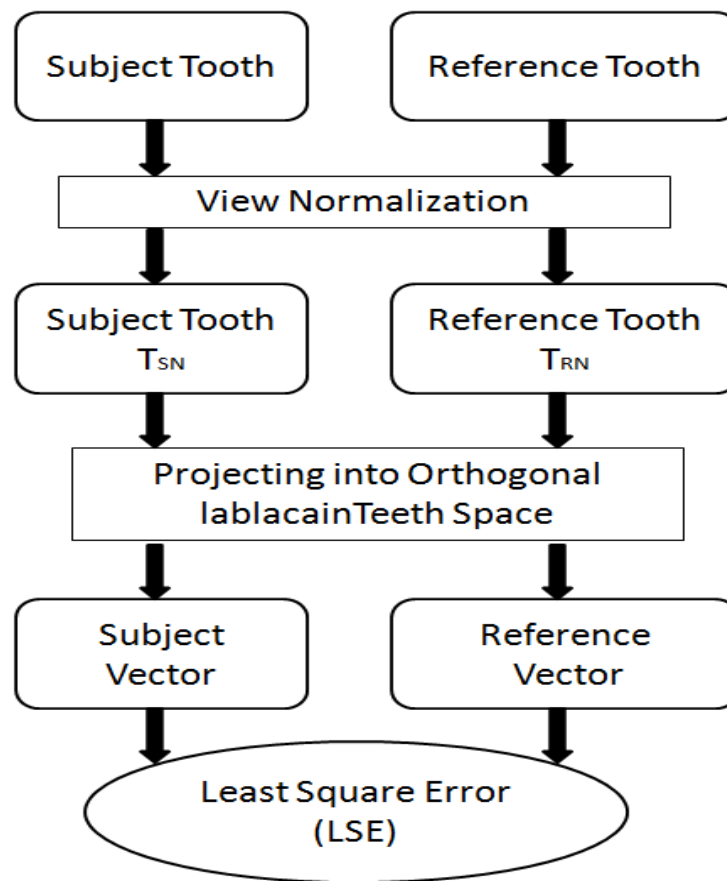 Subject Tooth
Reference Tooth
View Normalization
Subject Tooth
TSN
Reference Tooth
TRN
Projecting into Orthogonal
lablacainTeeth Space
Subject
Vector
Reference
Vector
Least Square Error
(LSE)